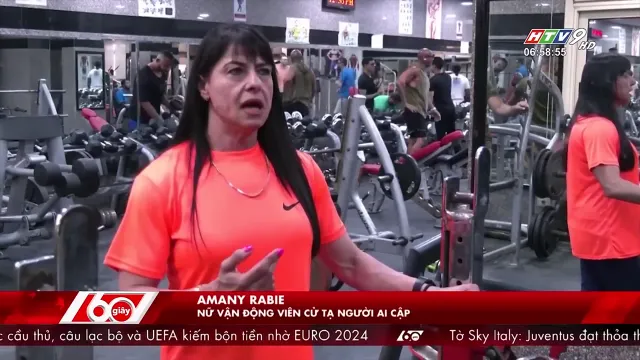 HTV9 HD
06:58:55
AMANY RABIE
NỮ VẬN ĐỘNG VIÊN CỬ TẠ NGƯỜI AI CẬP
60 giây
c cầu thủ, câu lạc bộ và UEFA kiếm bộn tiền nhờ EURO 2024 60 giây Tờ Sky Italy: Juventus đạt thỏa th